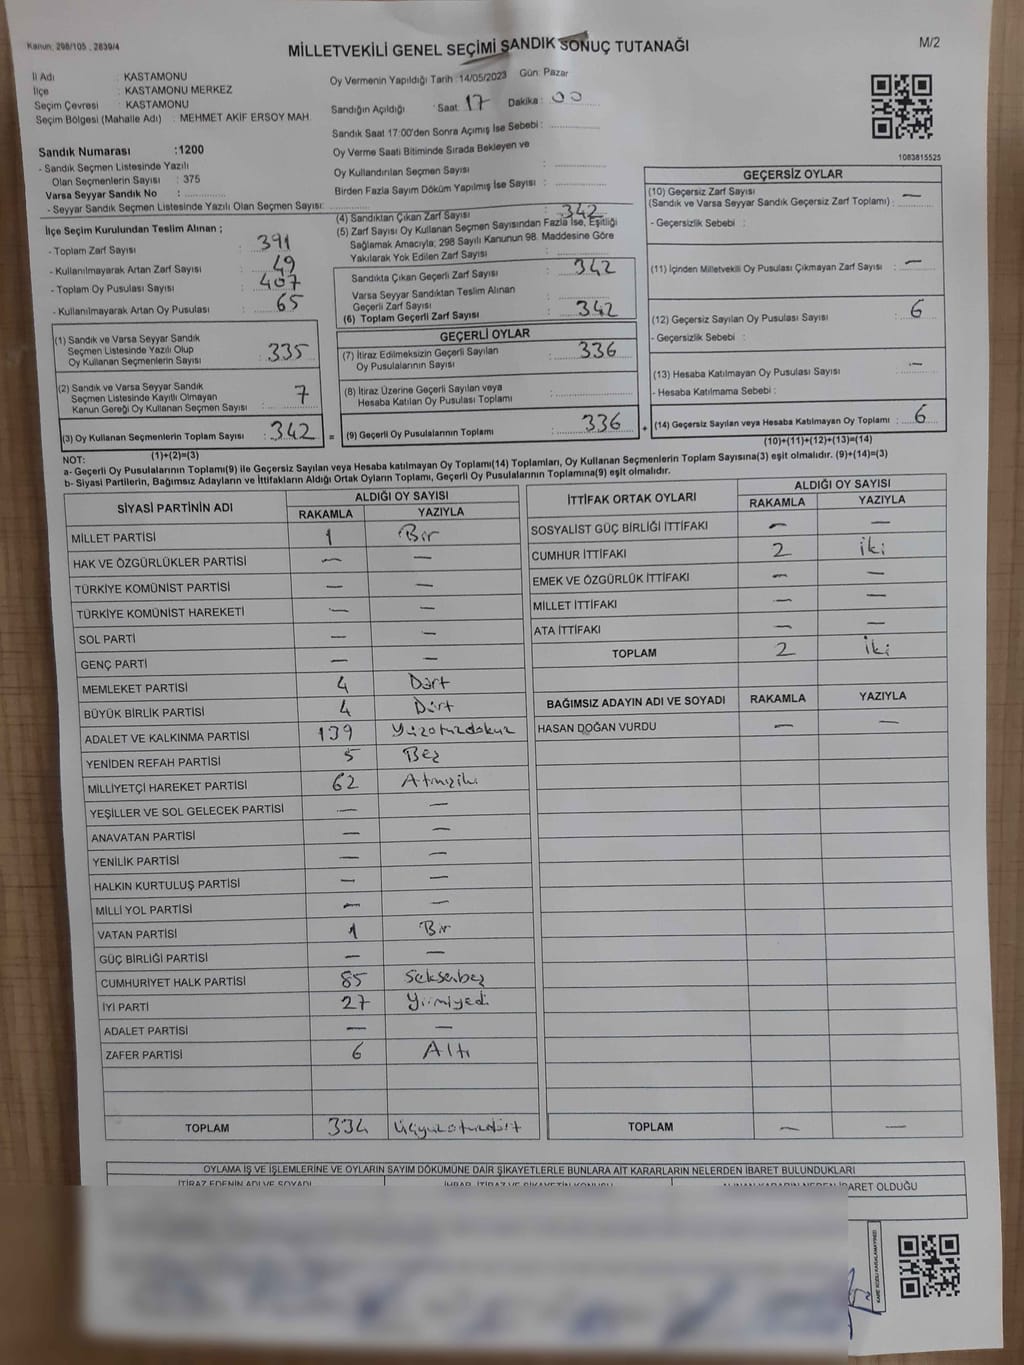 Kanun: 298/105 , 2839/4
MİLLETVEKİLİ GENEL SEÇİMİ SANDIK SONUÇ TUTANAĞI
M/2
İl Adı : KASTAMONU
İlçe : KASTAMONU MERKEZ
Seçim Çevresi : KASTAMONU
Seçim Bölgesi (Mahalle Adı) : MEHMET AKİF ERSOY MAH.
Sandık Numarası :1200
- Sandık Seçmen Listesinde Yazılı
Olan Seçmenlerin Sayısı : 375
Varsa Seyyar Sandık No :
- Seyyar Sandık Seçmen Listesinde Yazılı Olan Seçmen Sayısı:
Oy Vermenin Yapıldığı Tarih :14/05/2023 Gün: Pazar
Sandığın Açıldığı : Saat: 17 Dakika : 00
Sandık Saat 17:00'den Sonra Açımış İse Sebebi :
Oy Verme Saati Bitiminde Sırada Bekleyen ve
Oy Kullandırılan Seçmen Sayısı :
Birden Fazla Sayım Döküm Yapılmış İse Sayısı :
1083815525
İlçe Seçim Kurulundan Teslim Alınan ;
- Toplam Zarf Sayısı : 391
- Kullanılmayarak Artan Zarf Sayısı : 49
- Toplam Oy Pusulası Sayısı : 407
- Kullanılmayarak Artan Oy Pusulası : 65
(4) Sandıktan Çıkan Zarf Sayısı : 342
(5) Zarf Sayısı Oy Kullanan Seçmen Sayısından Fazla İse, Eşitliği
Sağlamak Amacıyla; 298 Sayılı Kanunun 98. Maddesine Göre
Yakılarak Yok Edilen Zarf Sayısı :
Sandıkta Çıkan Geçerli Zarf Sayısı : 342
Varsa Seyyar Sandıktan Teslim Alınan
Geçerli Zarf Sayısı :
(6) Toplam Geçerli Zarf Sayısı : 342
GEÇERSİZ OYLAR
(10) Geçersiz Zarf Sayısı
(Sandık ve Varsa Seyyar Sandık Geçersiz Zarf Toplamı) : —
- Geçersizlik Sebebi :
(11) İçinden Milletvekili Oy Pusulası Çıkmayan Zarf Sayısı : —
(12) Geçersiz Sayılan Oy Pusulası Sayısı : 6
- Geçersizlik Sebebi :
(13) Hesaba Katılmayan Oy Pusulası Sayısı : —
- Hesaba Katılmama Sebebi :
(14) Geçersiz Sayılan veya Hesaba Katılmayan Oy Toplamı : 6
(10)+(11)+(12)+(13)=(14)
(1) Sandık ve Varsa Seyyar Sandık
Seçmen Listesinde Yazılı Olup
Oy Kullanan Seçmenlerin Sayısı : 335
(2) Sandık ve Varsa Seyyar Sandık
Seçmen Listesinde Kayıtlı Olmayan
Kanun Gereği Oy Kullanan Seçmen Sayısı : 7
(3) Oy Kullanan Seçmenlerin Toplam Sayısı : 342 =
(1)+(2)=(3)
GEÇERLİ OYLAR
(7) İtiraz Edilmeksizin Geçerli Sayılan
Oy Pusulalarının Sayısı : 336
(8) İtiraz Üzerine Geçerli Sayılan veya
Hesaba Katılan Oy Pusulası Toplamı :
(9) Geçerli Oy Pusulalarının Toplamı : 336 +
NOT:
a- Geçerli Oy Pusulalarının Toplamı(9) ile Geçersiz Sayılan veya Hesaba katılmayan Oy Toplamı(14) Toplamları, Oy Kullanan Seçmenlerin Toplam Sayısına(3) eşit olmalıdır. (9)+(14)=(3)
b- Siyasi Partilerin, Bağımsız Adayların ve İttifakların Aldığı Ortak Oyların Toplamı, Geçerli Oy Pusulalarının Toplamına(9) eşit olmalıdır.
SİYASİ PARTİNİN ADI ALDIĞI OY SAYISI
RAKAMLA YAZIYLA
MİLLET PARTİSİ 1 Bir
HAK VE ÖZGÜRLÜKLER PARTİSİ — —
TÜRKİYE KOMÜNİST PARTİSİ — —
TÜRKİYE KOMÜNİST HAREKETİ — —
SOL PARTİ — —
GENÇ PARTİ — —
MEMLEKET PARTİSİ 4 Dört
BÜYÜK BİRLİK PARTİSİ 4 Dört
ADALET VE KALKINMA PARTİSİ 139 Yüzotuzdokuz
YENİDEN REFAH PARTİSİ 5 Beş
MİLLİYETÇİ HAREKET PARTİSİ 62 Atmışiki
YEŞİLLER VE SOL GELECEK PARTİSİ — —
ANAVATAN PARTİSİ — —
YENİLİK PARTİSİ — —
HALKIN KURTULUŞ PARTİSİ — —
MİLLİ YOL PARTİSİ — —
VATAN PARTİSİ 1 Bir
GÜÇ BİRLİĞİ PARTİSİ — —
CUMHURİYET HALK PARTİSİ 85 Seksenbeş
İYİ PARTİ 27 Yirmiyedi
ADALET PARTİSİ — —
ZAFER PARTİSİ 6 Altı
TOPLAM 334 Üçyüzotuzdört
İTTİFAK ORTAK OYLARI ALDIĞI OY SAYISI
RAKAMLA YAZIYLA
SOSYALİST GÜÇ BİRLİĞİ İTTİFAKI — —
CUMHUR İTTİFAKI 2 iki
EMEK VE ÖZGÜRLÜK İTTİFAKI — —
MİLLET İTTİFAKI — —
ATA İTTİFAKI — —
TOPLAM 2 İki
BAĞIMSIZ ADAYIN ADI VE SOYADI RAKAMLA YAZIYLA
HASAN DOĞAN VURDU — —
TOPLAM — —
OYLAMA İŞ VE İŞLEMLERİNE VE OYLARIN SAYIM DÖKÜMÜNE DAİR ŞİKAYETLERLE BUNLARA AİT KARARLARIN NELERDEN İBARET BULUNDUKLARI
İTİRAZ EDENİN ADI VE SOYADI
İHBAR, İTİRAZ VE ŞİKAYETİN KONUSU
İBARET OLDUĞU